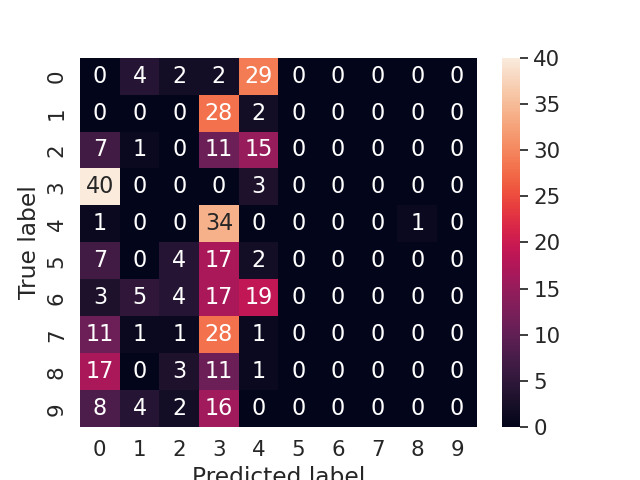 0 0 4 2 2 29 0 0 0 0 0
1 0 0 0 28 2 0 0 0 0 0
2 7 1 0 11 15 0 0 0 0 0
3 40 0 0 0 3 0 0 0 0 0
4 1 0 0 34 0 0 0 0 1 0
5 7 0 4 17 2 0 0 0 0 0
6 3 5 4 17 19 0 0 0 0 0
7 11 1 1 28 1 0 0 0 0 0
8 17 0 3 11 1 0 0 0 0 0
9 8 4 2 16 0 0 0 0 0 0
0 1 2 3 4 5 6 7 8 9
Predicted label
True label
40
35
30
25
20
15
10
5
0